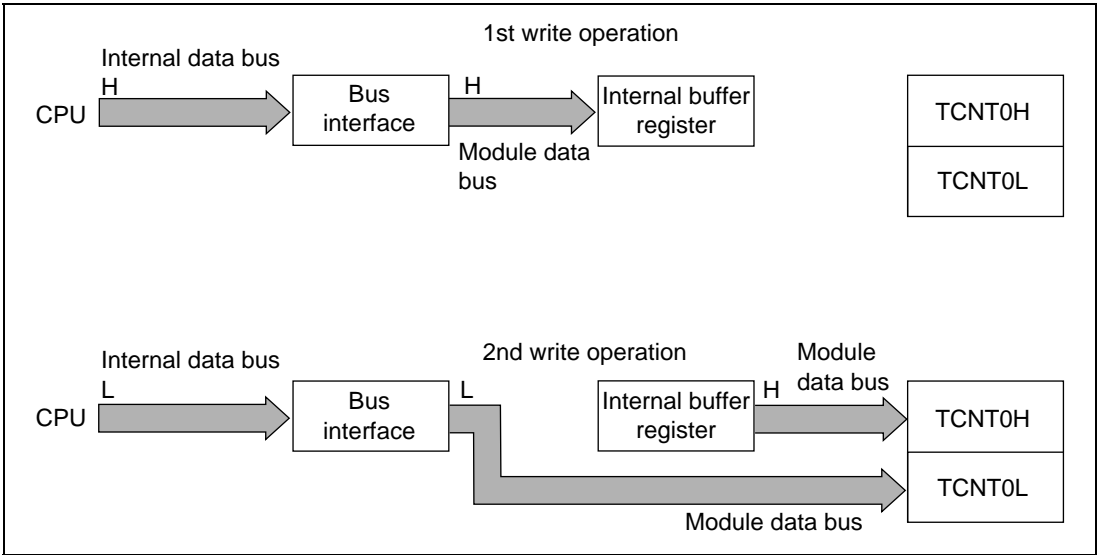 1st write operation
Internal data bus
H
CPU
Bus
interface
H
Module data
bus
Internal buffer
register
TCNT0H
TCNT0L
2nd write operation
Internal data bus
L
CPU
Bus
interface
L
Internal buffer
register
H
Module
data bus
TCNT0H
TCNT0L
Module data bus